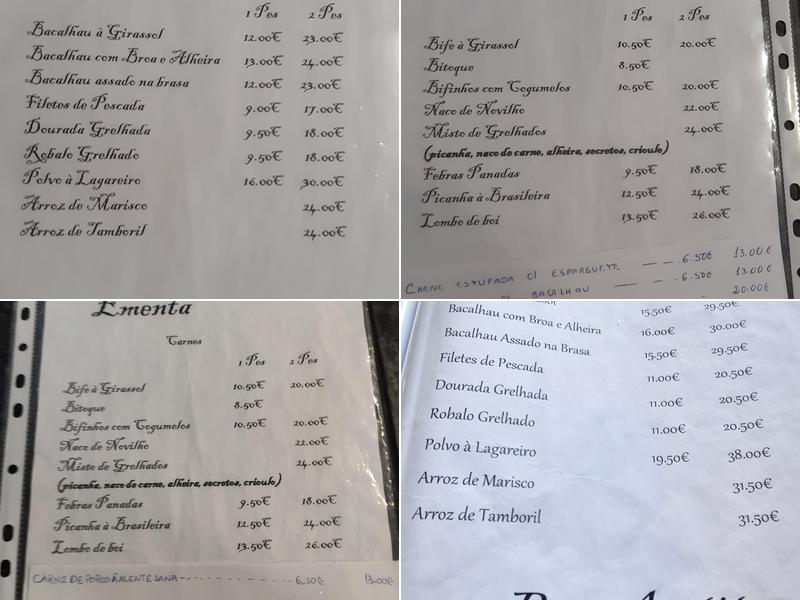 1 Pes 2 Pes
Bacalhau à Girassol 12.00€ 23.00€
Bacalhau com Broa e Alheira 13.00€ 24.00€
Bacalhau assado na brasa 12.00€ 23.00€
Filetes de Pescada 9.00€ 17.00€
Dourada Grelhada 9.50€ 18.00€
Robalo Grelhado 9.50€ 18.00€
Polvo à Lagareiro 16.00€ 30.00€
Arroz de Marisco 24.00€
Arroz de Tamboril 24.00€
1 Pes 2 Pes
Bife à Girassol 10.50€ 20.00€
Bitoque 8.50€
Bifinhos com Cogumelos 10.50€ 20.00€
Naco de Novilho 22.00€
Misto de Grelhados 24.00€
(picanha, naco de carne, alheira, secretos, crioulo)
Febras Panadas 9.50€ 18.00€
Picanha à Brasileira 12.50€ 24.00€
Lombo de boi 13.50€ 26.00€
CARNE ESTUFADA C/ ESPARGUETE — — . 6.50€ 13.00€
BACALHAU — — . 6.50€ 13.00€
20.00€
Ementa
Carnes
1 Pes 2 Pes
Bife à Girassol 10.50€ 20.00€
Bitoque 8.50€
Bifinhos com Cogumelos 10.50€ 20.00€
Naco de Novilho 22.00€
Misto de Grelhados 24.00€
(picanha, naco de carne, alheira, secretos, crioulo)
Febras Panadas 9.50€ 18.00€
Picanha à Brasileira 12.50€ 24.00€
Lombo de boi 13.50€ 26.00€
CARNE DE PORCO À ALENTEJANA - - - - - - - - - - - 6.50€ 13.00€
15.50€ 29.50€
Bacalhau com Broa e Alheira 16.00€ 30.00€
Bacalhau Assado na Brasa 15.50€ 29.50€
Filetes de Pescada 11.00€ 20.50€
Dourada Grelhada 11.00€ 20.50€
Robalo Grelhado 11.00€ 20.50€
Polvo à Lagareiro 19.50€ 38.00€
Arroz de Marisco 31.50€
Arroz de Tamboril 31.50€